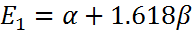 E₁ = α + 1.618β